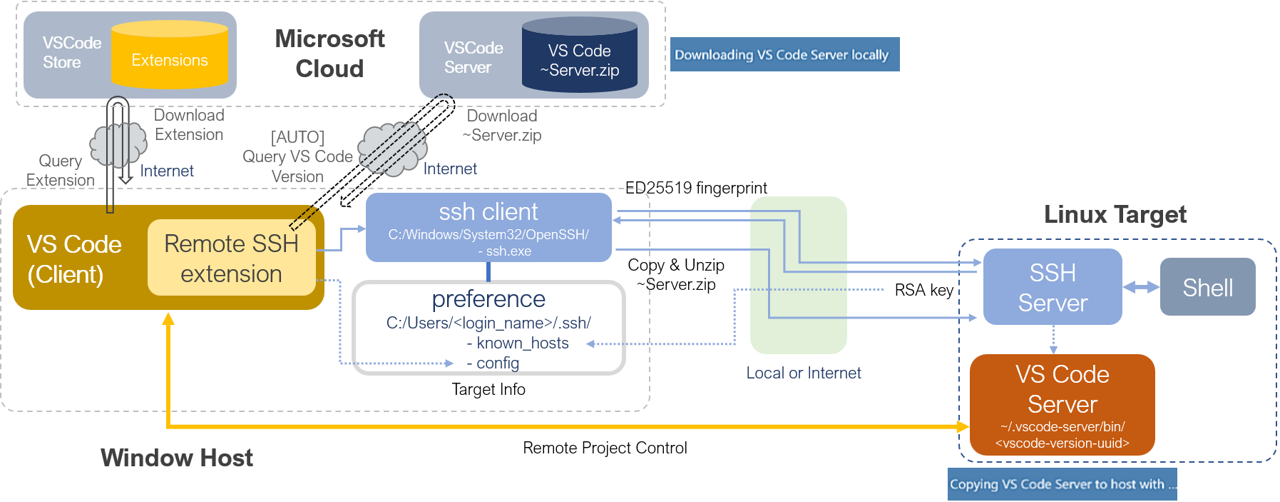 VSCode
Store
Extensions
Microsoft
Cloud
VSCode
Server
VS Code
~Server.zip
Downloading VS Code Server locally
Download
Extension
Query
Extension
Internet
[AUTO]
Query VS Code
Version
Download
~Server.zip
Internet
VS Code
(Client)
Remote SSH
extension
ssh client
C:/Windows/System32/OpenSSH/
- ssh.exe
preference
C:/Users/<login_name>/.ssh/
- known_hosts
- config
Target Info
ED25519 fingerprint
Copy & Unzip
~Server.zip
RSA key
Local or Internet
Linux Target
SSH
Server
Shell
VS Code
Server
~/.vscode-server/bin/
<vscode-version-uuid>
Remote Project Control
Window Host
Copying VS Code Server to host with ...